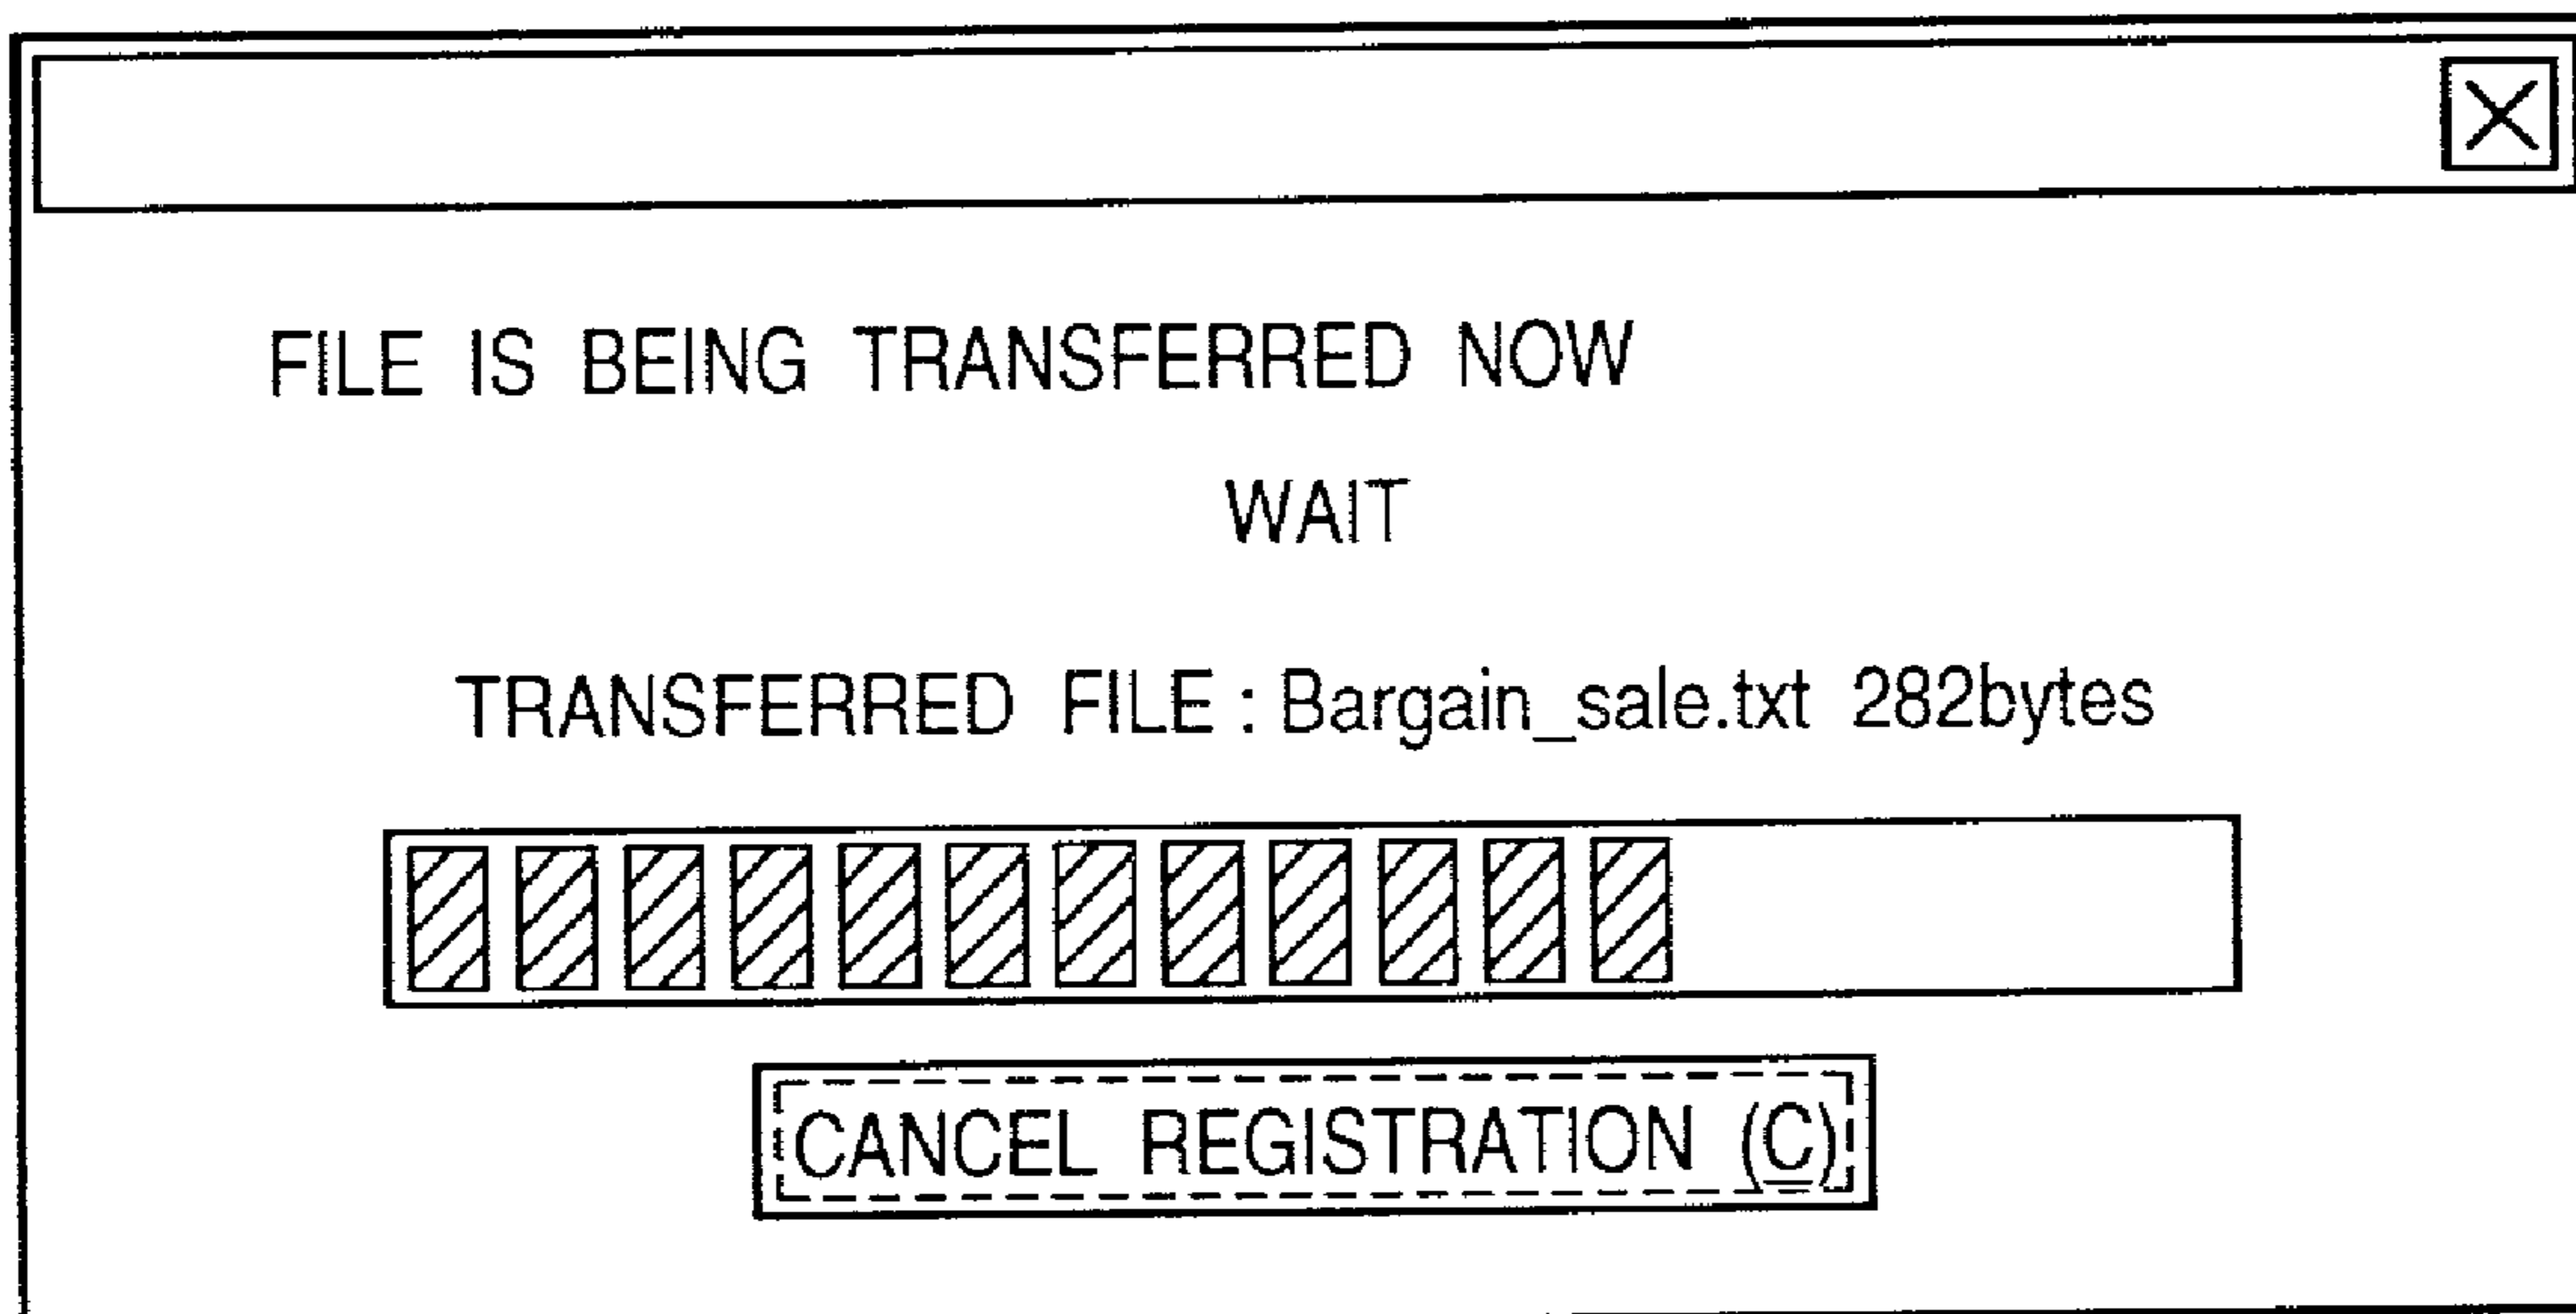 FILE IS BEING TRANSFERRED NOW
WAIT
TRANSFERRED FILE : Bargain_sale.txt 282bytes
CANCEL REGISTRATION (C)